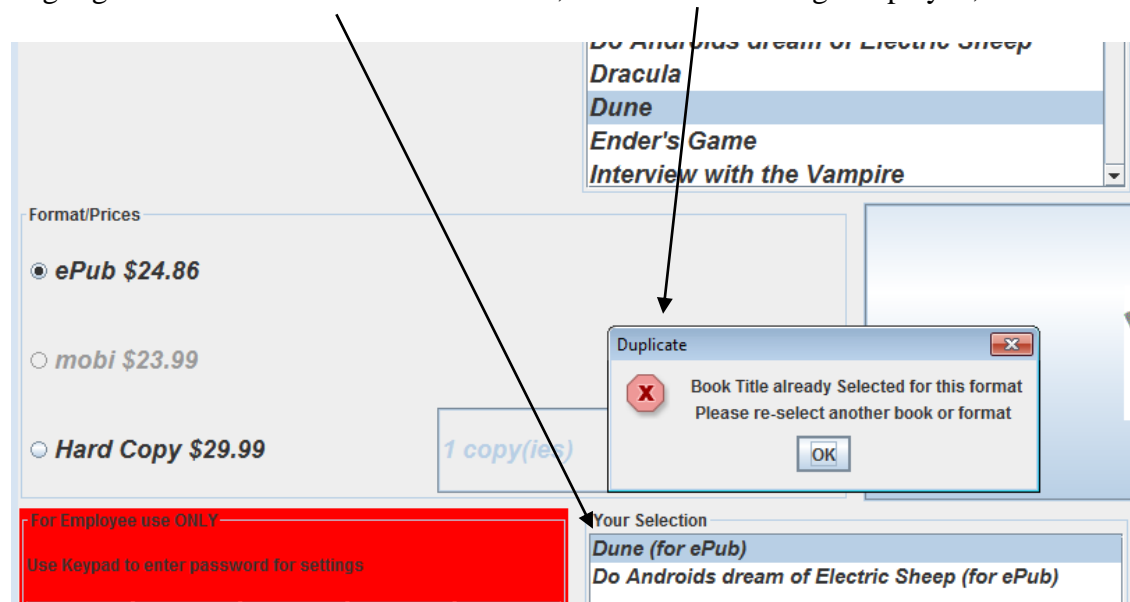 Do Androids dream of Electric Sheep
Dracula
Dune
Ender's Game
Interview with the Vampire
Format/Prices
ePub $24.86
mobi $23.99
Hard Copy $29.99
1 copy(ies)
Duplicate
Book Title already Selected for this format
Please re-select another book or format
OK
For Employee use ONLY
Use Keypad to enter password for settings
Your Selection
Dune (for ePub)
Do Androids dream of Electric Sheep (for ePub)